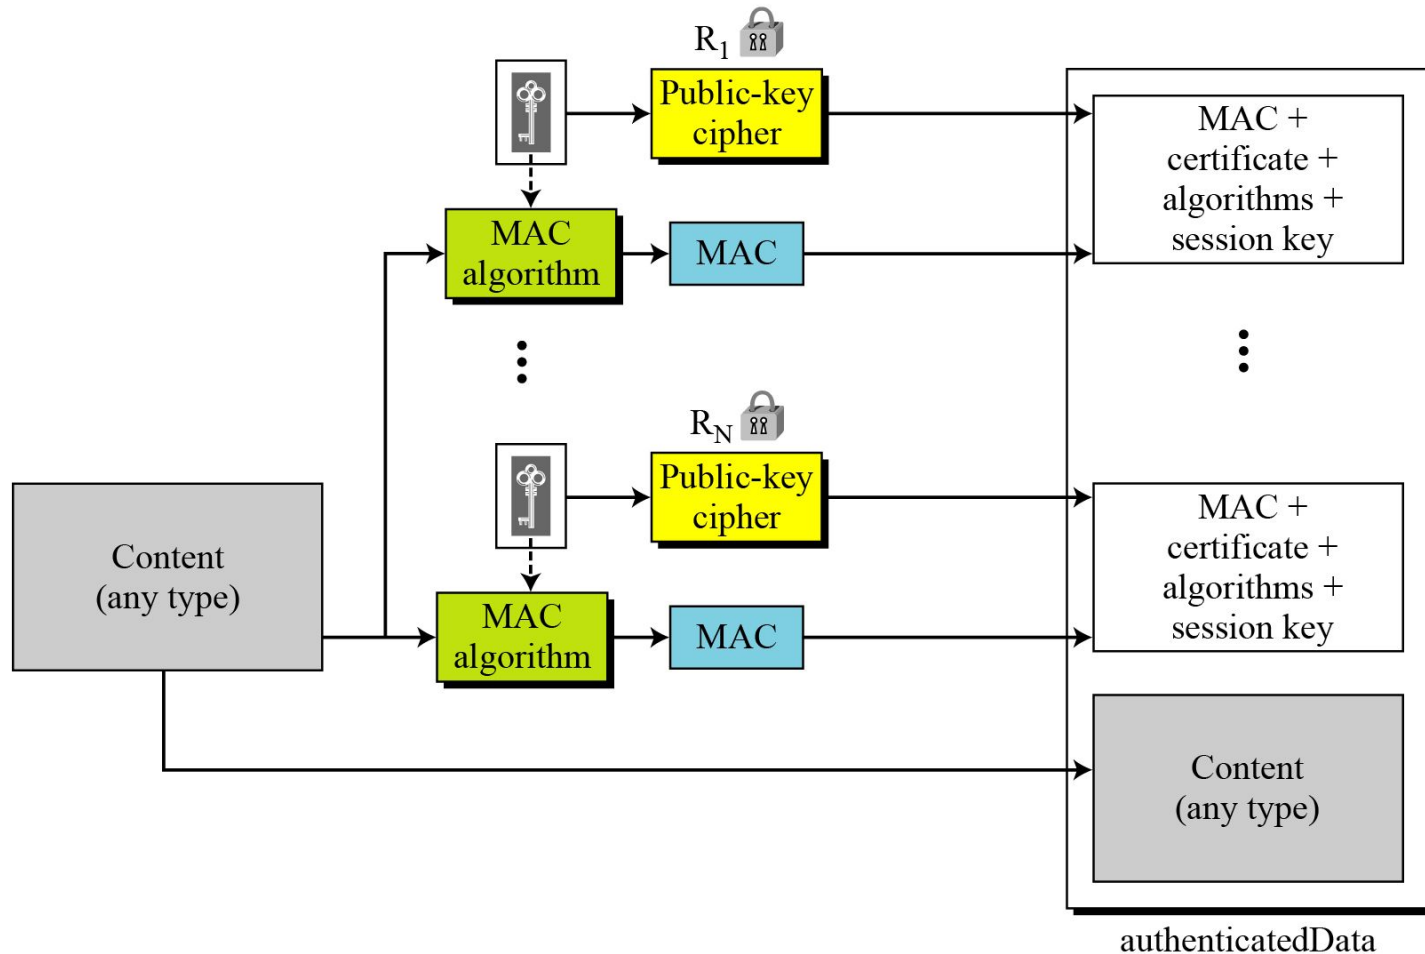 R1
Public-key
cipher
MAC +
certificate +
algorithms +
session key
MAC
algorithm
MAC
RN
Public-key
cipher
MAC +
certificate +
algorithms +
session key
Content
(any type)
MAC
algorithm
MAC
Content
(any type)
authenticatedData